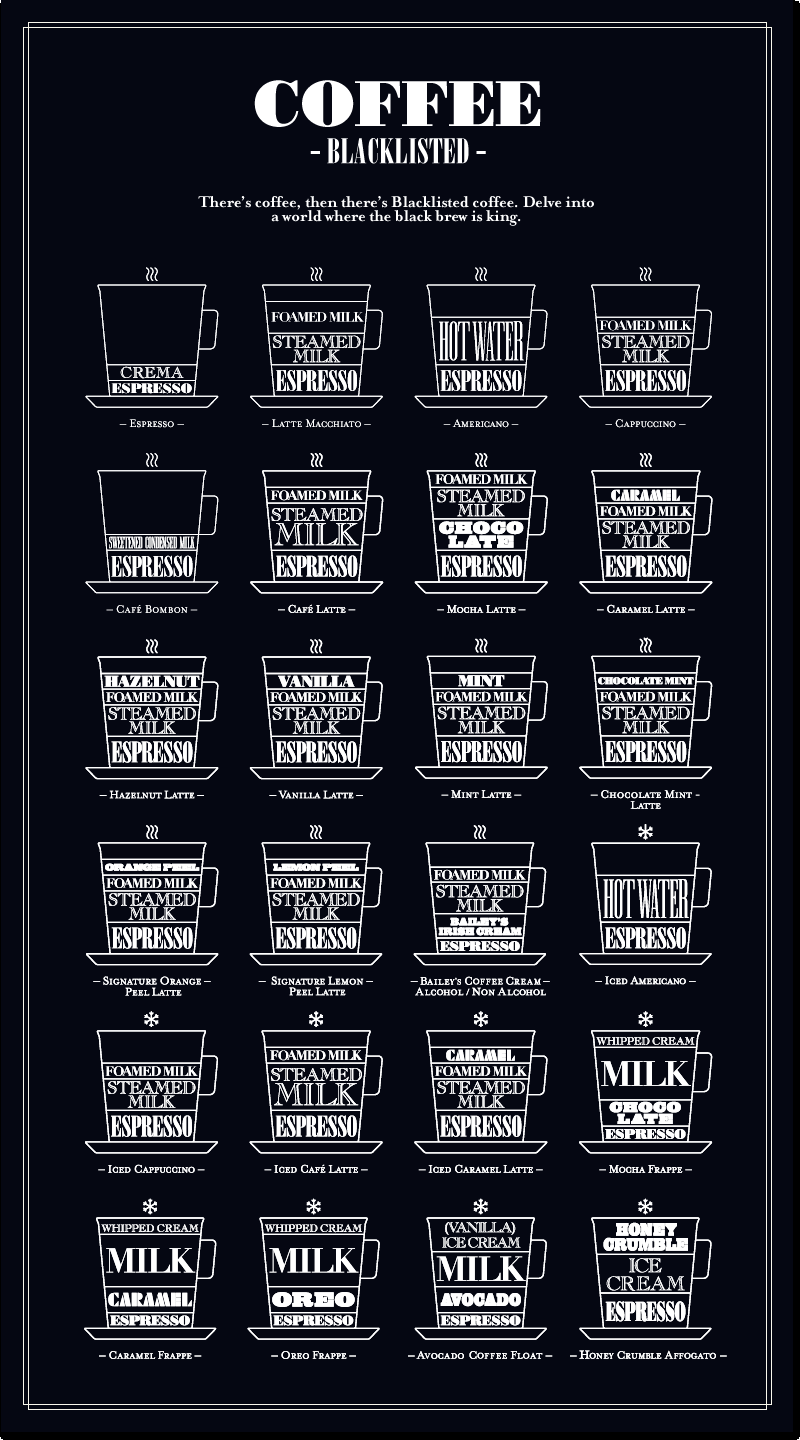 COFFEE
- BLACKLISTED -
There's coffee, then there's Blacklisted coffee. Delve into
a world where the black brew is king.
CREMA
ESPRESSO
– Espresso –
FOAMED MILK
STEAMED
MILK
ESPRESSO
– Latte Macchiato –
HOT WATER
ESPRESSO
– Americano –
FOAMED MILK
STEAMED
MILK
ESPRESSO
– Cappuccino –
SWEETENED CONDENSED MILK
ESPRESSO
– Café Bombon –
FOAMED MILK
STEAMED
MILK
ESPRESSO
– Café Latte –
FOAMED MILK
STEAMED
MILK
CHOCO
LATE
ESPRESSO
– Mocha Latte –
CARAMEL
FOAMED MILK
STEAMED
MILK
ESPRESSO
– Caramel Latte –
HAZELNUT
FOAMED MILK
STEAMED
MILK
ESPRESSO
– Hazelnut Latte –
VANILLA
FOAMED MILK
STEAMED
MILK
ESPRESSO
– Vanilla Latte –
MINT
FOAMED MILK
STEAMED
MILK
ESPRESSO
– Mint Latte –
CHOCOLATE MINT
FOAMED MILK
STEAMED
MILK
ESPRESSO
– Chocolate Mint -
Latte
ORANGE PEEL
FOAMED MILK
STEAMED
MILK
ESPRESSO
– Signature Orange –
Peel Latte
LEMON PEEL
FOAMED MILK
STEAMED
MILK
ESPRESSO
– Signature Lemon –
Peel Latte
FOAMED MILK
STEAMED
MILK
BAILEY'S
IRISH CREAM
ESPRESSO
– Bailey's Coffee Cream –
Alcohol / Non Alcohol
HOT WATER
ESPRESSO
– Iced Americano –
FOAMED MILK
STEAMED
MILK
ESPRESSO
– Iced Cappuccino –
FOAMED MILK
STEAMED
MILK
ESPRESSO
– Iced Café Latte –
CARAMEL
FOAMED MILK
STEAMED
MILK
ESPRESSO
– Iced Caramel Latte –
WHIPPED CREAM
MILK
CHOCO
LATE
ESPRESSO
– Mocha Frappe –
WHIPPED CREAM
MILK
CARAMEL
ESPRESSO
– Caramel Frappe –
WHIPPED CREAM
MILK
OREO
ESPRESSO
– Oreo Frappe –
(VANILLA)
ICE CREAM
MILK
AVOCADO
ESPRESSO
– Avocado Coffee Float –
HONEY
CRUMBLE
ICE
CREAM
ESPRESSO
– Honey Crumble Affogato –